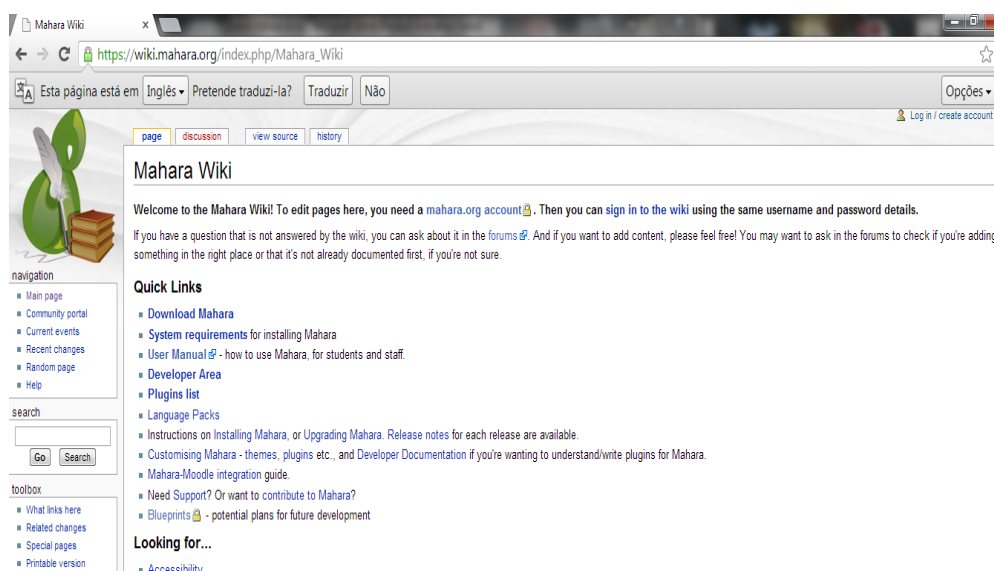 Mahara Wiki
https://wiki.mahara.org/index.php/Mahara_Wiki
Esta página está em Inglês Pretende traduzi-la? Traduzir Não Opções
Log in / create account
page discussion view source history
Mahara Wiki
Welcome to the Mahara Wiki! To edit pages here, you need a mahara.org account. Then you can sign in to the wiki using the same username and password details.
If you have a question that is not answered by the wiki, you can ask about it in the forums. And if you want to add content, please feel free! You may want to ask in the forums to check if you're adding
something in the right place or that it's not already documented first, if you're not sure.
navigation
Main page
Community portal
Current events
Recent changes
Random page
Help
search
Go Search
toolbox
What links here
Related changes
Special pages
Printable version
Quick Links
Download Mahara
System requirements for installing Mahara
User Manual - how to use Mahara, for students and staff.
Developer Area
Plugins list
Language Packs
Instructions on Installing Mahara, or Upgrading Mahara. Release notes for each release are available.
Customising Mahara - themes, plugins etc., and Developer Documentation if you're wanting to understand/write plugins for Mahara.
Mahara-Moodle integration guide.
Need Support? Or want to contribute to Mahara?
Blueprints - potential plans for future development
Looking for...
Accessibility